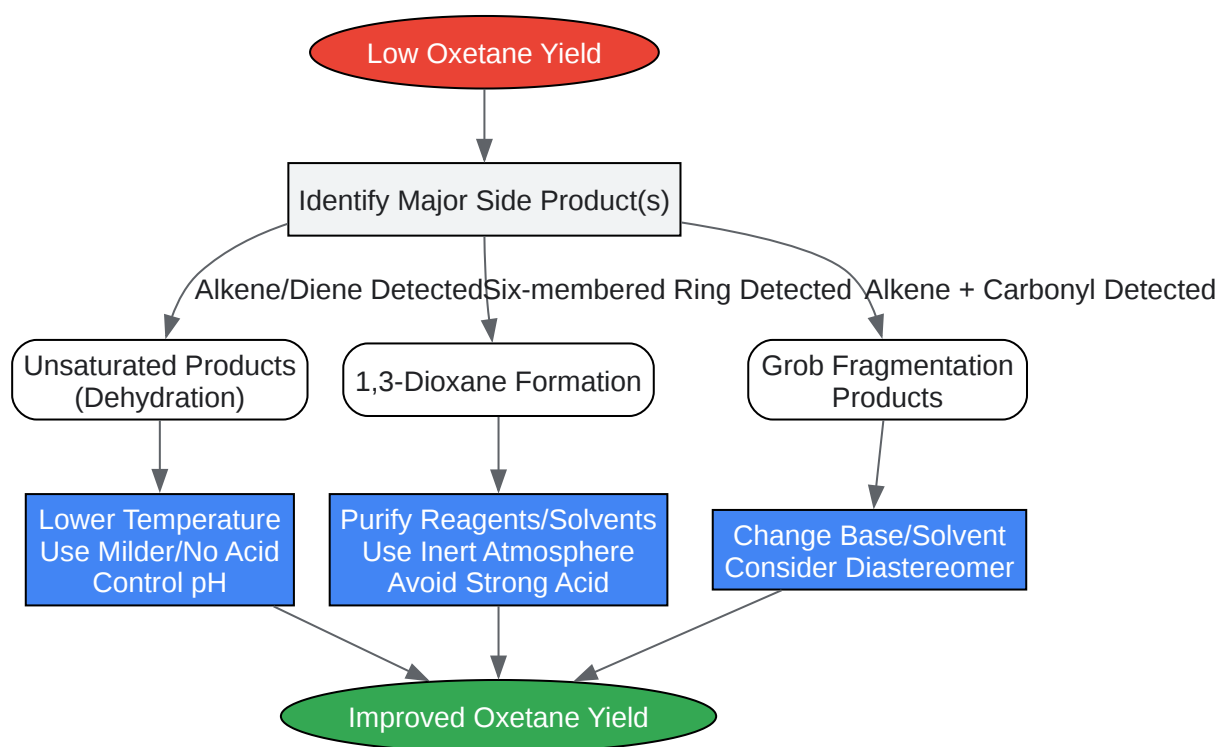 Low Oxetane Yield
Identify Major Side Product(s)
Alkene/Diene Detected
Six-membered Ring Detected
Alkene + Carbonyl Detected
Unsaturated Products
(Dehydration)
1,3-Dioxane Formation
Grob Fragmentation
Products
Lower Temperature
Use Milder/No Acid
Control pH
Purify Reagents/Solvents
Use Inert Atmosphere
Avoid Strong Acid
Change Base/Solvent
Consider Diastereomer
Improved Oxetane Yield